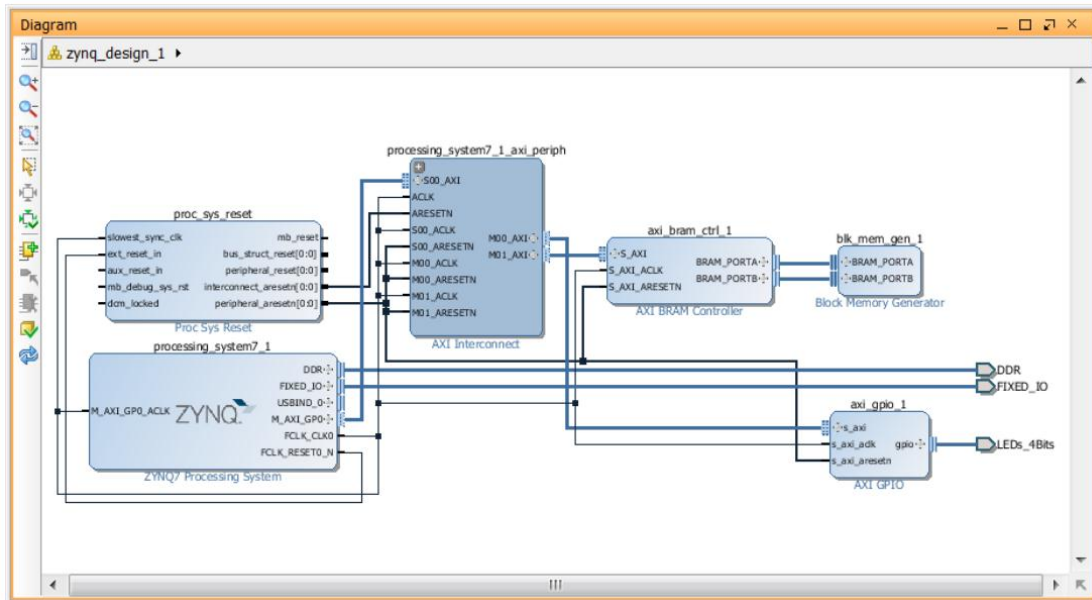 Diagram
zynq_design_1
processing_system7_1_axi_periph
S00_AXI
ACLK
ARESETN
S00_ACLK
S00_ARESETN
M00_ACLK
M00_ARESETN
M01_ACLK
M01_ARESETN
M00_AXI
M01_AXI
AXI Interconnect
proc_sys_reset
slowest_sync_clk
ext_reset_in
aux_reset_in
mb_debug_sys_rst
dcm_locked
mb_reset
bus_struct_reset[0:0]
peripheral_reset[0:0]
interconnect_aresetn[0:0]
peripheral_aresetn[0:0]
Proc Sys Reset
axi_bram_ctrl_1
S_AXI
S_AXI_ACLK
S_AXI_ARESETN
BRAM_PORTA
BRAM_PORTB
AXI BRAM Controller
blk_mem_gen_1
BRAM_PORTA
BRAM_PORTB
Block Memory Generator
processing_system7_1
M_AXI_GP0_ACLK
ZYNQ
DDR
FIXED_IO
USBIND_0
M_AXI_GP0
FCLK_CLK0
FCLK_RESET0_N
ZYNQ7 Processing System
DDR
FIXED_IO
axi_gpio_1
s_axi
s_axi_aclk
s_axi_aresetn
gpio
AXI GPIO
LEDs_4Bits